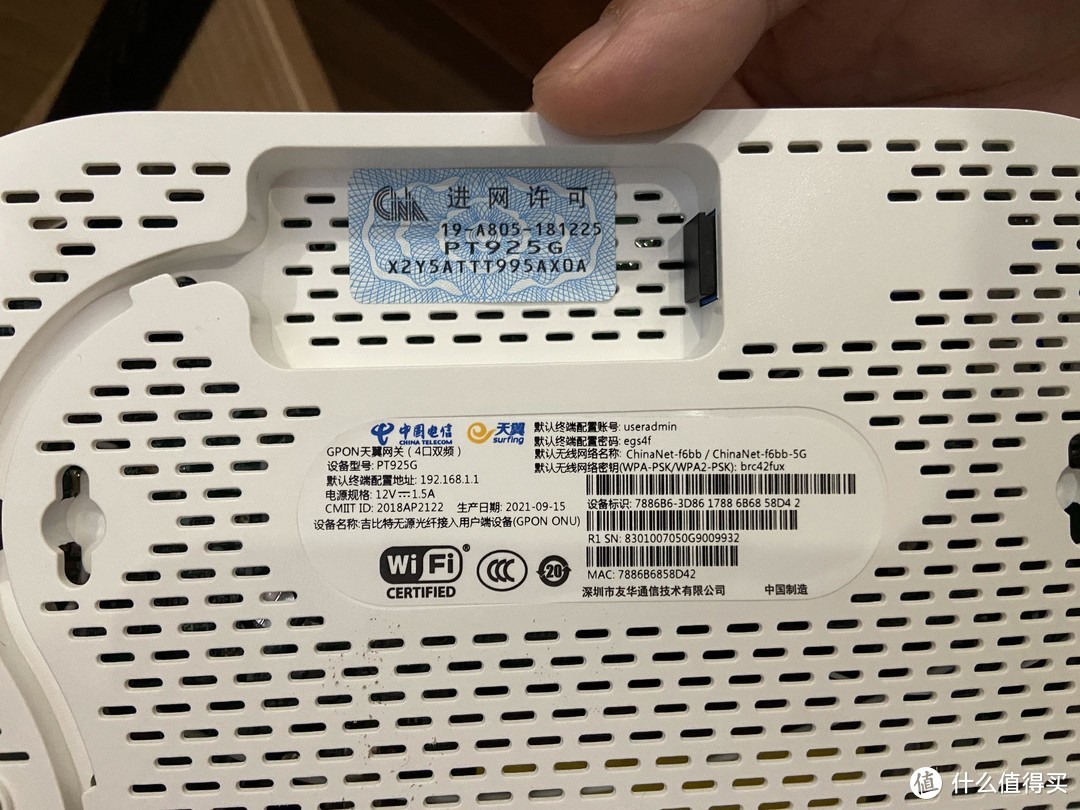 CNA 进网许可
19-A805-181225
PT925G
X2Y5ATTT995AX0A
中国电信
CHINA TELECOM
天翼
surfing
GPON天翼网关（4口双频）
设备型号: PT925G
默认终端配置地址: 192.168.1.1
电源规格: 12V⎓1.5A
CMIIT ID: 2018AP2122 生产日期: 2021-09-15
设备名称:吉比特无源光纤接入用户端设备(GPON ONU)
Wi Fi®
CERTIFIED
CCC
20
默认终端配置账号: useradmin
默认终端配置密码: egs4f
默认无线网络名称: ChinaNet-f6bb / ChinaNet-f6bb-5G
默认无线网络密钥(WPA-PSK/WPA2-PSK): brc42fux
设备标识: 7886B6-3D86 1788 6B68 58D4 2
R1 SN: 8301007050G9009932
MAC: 7886B6858D42
深圳市友华通信技术有限公司 中国制造
值 什么值得买